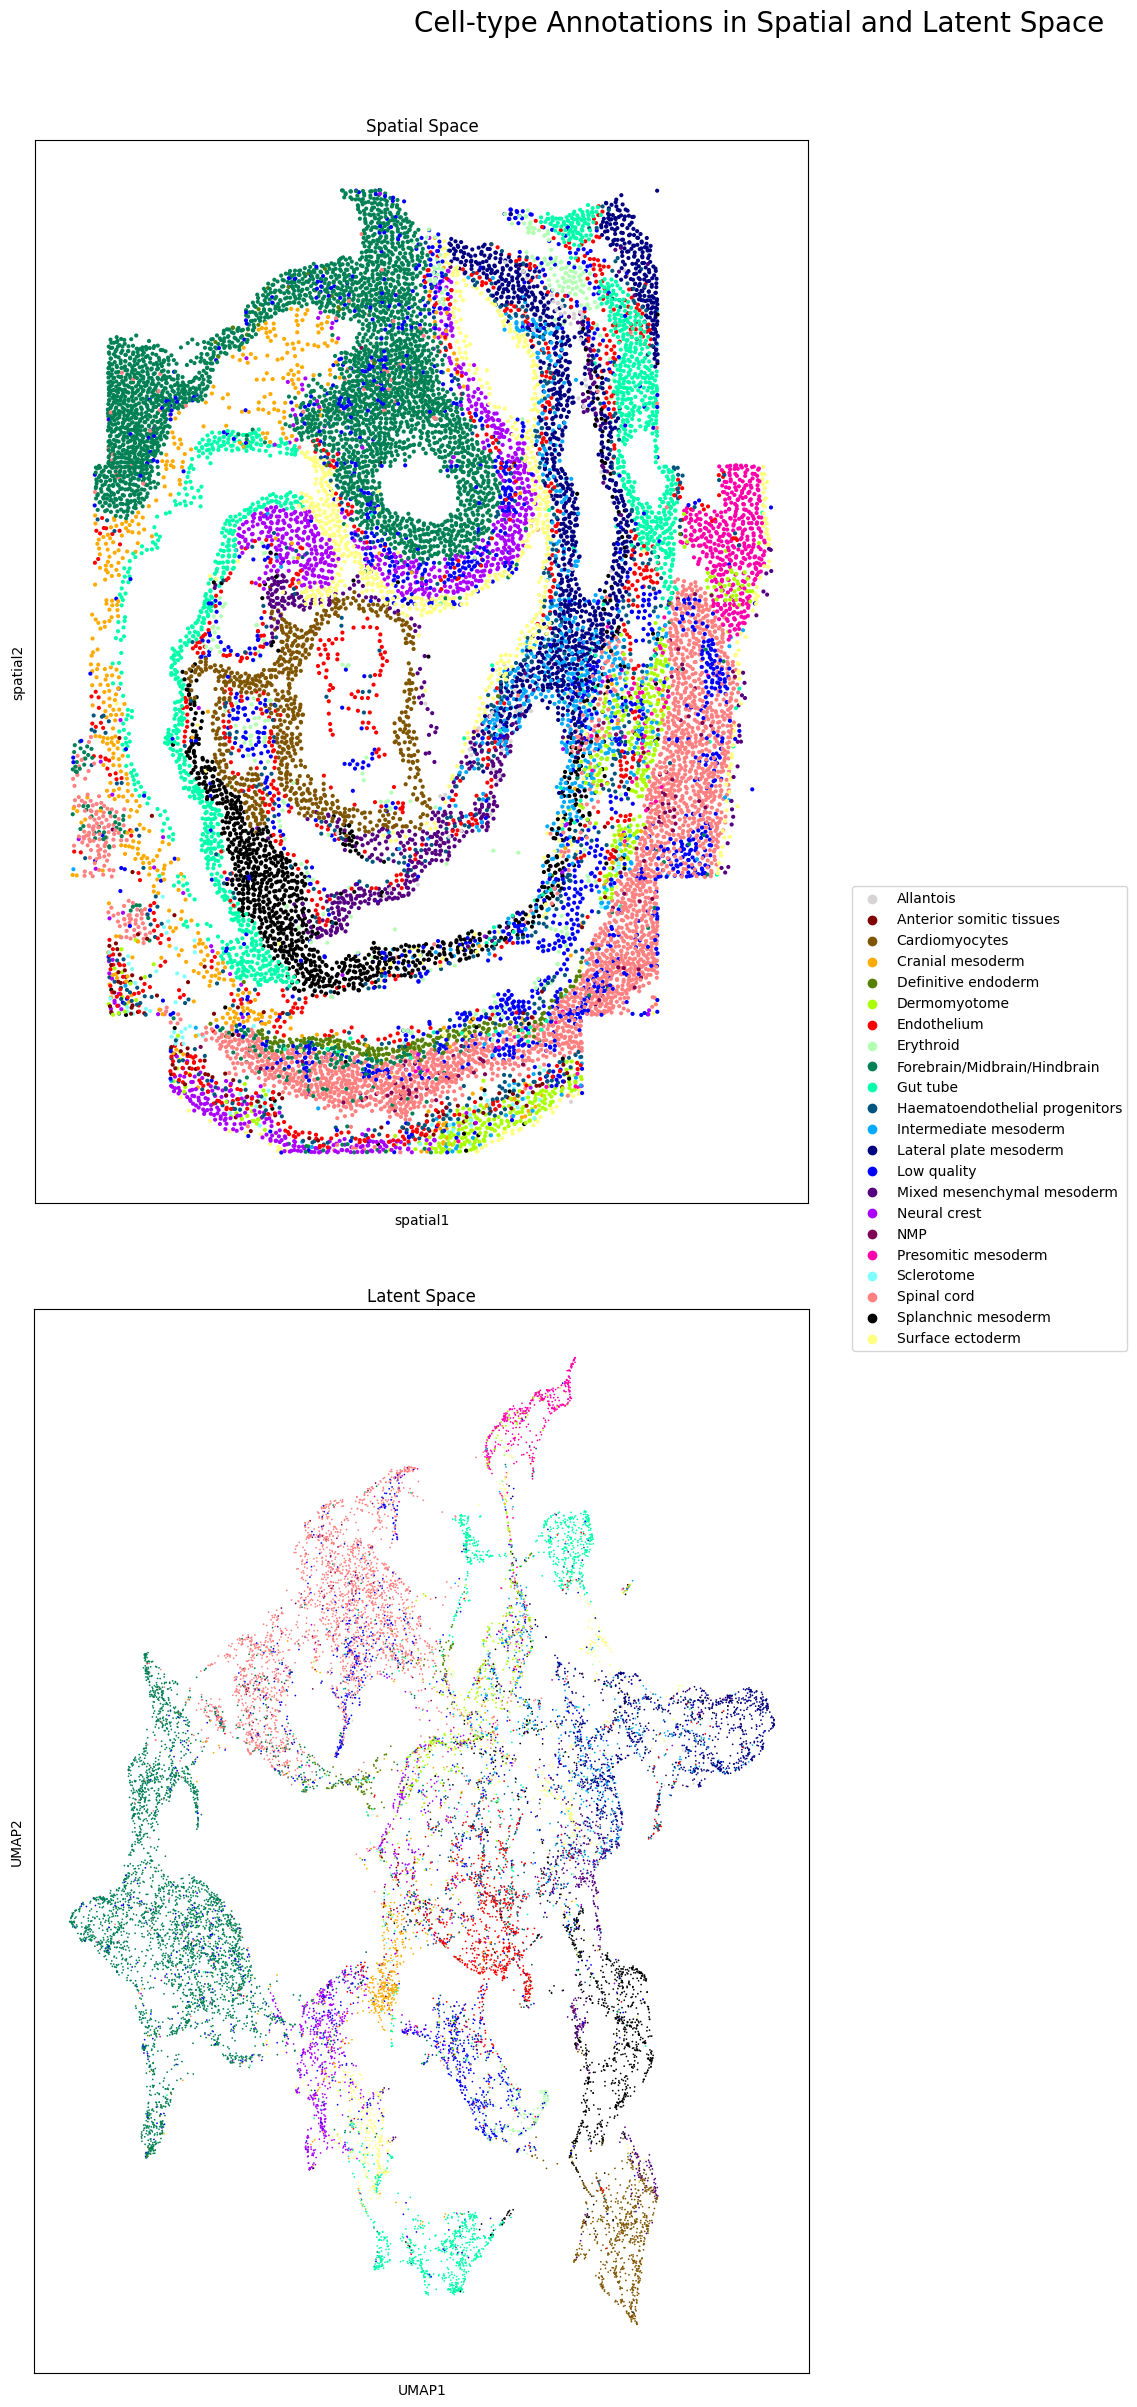 Cell-type Annotations in Spatial and Latent Space
Spatial Space
spatial2
spatial1
Allantois
Anterior somitic tissues
Cardiomyocytes
Cranial mesoderm
Definitive endoderm
Dermomyotome
Endothelium
Erythroid
Forebrain/Midbrain/Hindbrain
Gut tube
Haematoendothelial progenitors
Intermediate mesoderm
Lateral plate mesoderm
Low quality
Mixed mesenchymal mesoderm
Neural crest
NMP
Presomitic mesoderm
Sclerotome
Spinal cord
Splanchnic mesoderm
Surface ectoderm
Latent Space
UMAP2
UMAP1